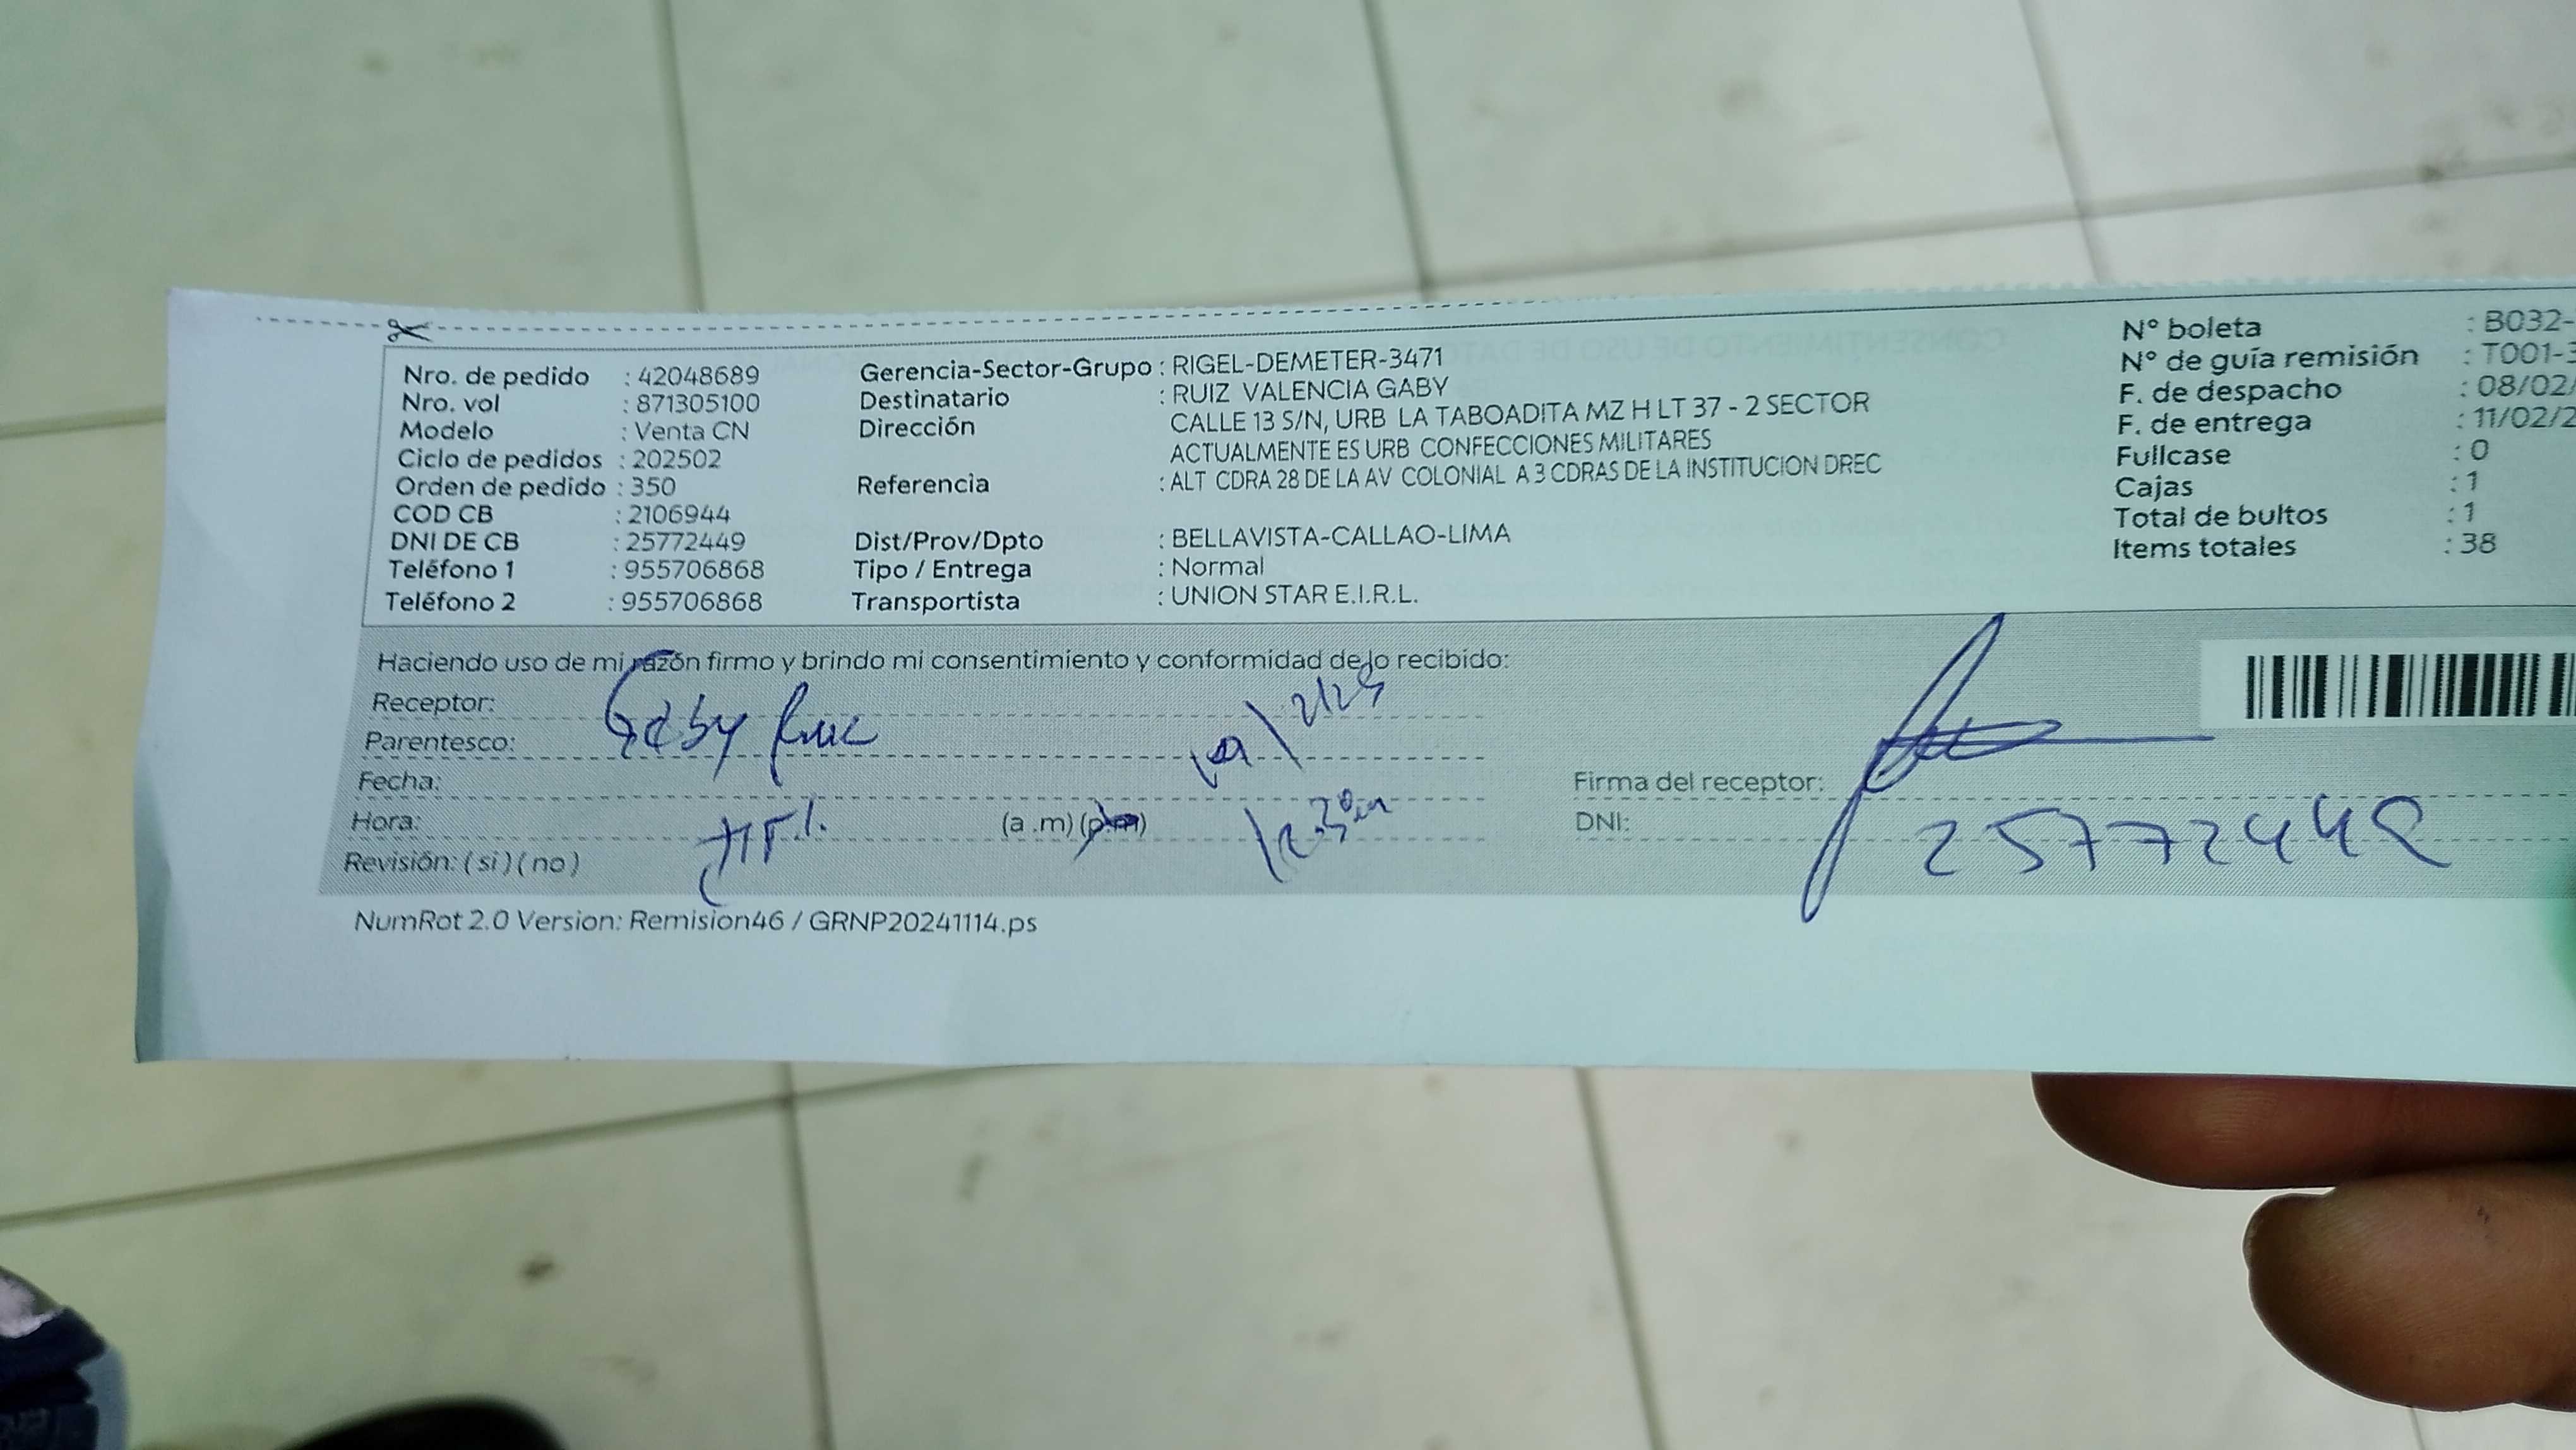 Nro. de pedido : 42048689
Nro. vol : 871305100
Modelo : Venta CN
Ciclo de pedidos : 202502
Orden de pedido : 350
COD CB : 2106944
DNI DE CB : 25772449
Teléfono 1 : 955706868
Teléfono 2 : 955706868
Gerencia-Sector-Grupo : RIGEL-DEMETER-3471
Destinatario : RUIZ VALENCIA GABY
Dirección CALLE 13 S/N, URB LA TABOADITA MZ H LT 37 - 2 SECTOR
ACTUALMENTE ES URB CONFECCIONES MILITARES
Referencia : ALT CDRA 28 DE LA AV COLONIAL A 3 CDRAS DE LA INSTITUCION DREC
Dist/Prov/Dpto : BELLAVISTA-CALLAO-LIMA
Tipo / Entrega : Normal
Transportista : UNION STAR E.I.R.L.
N° boleta : B032-
N° de guía remisión : T001-3
F. de despacho : 08/02/
F. de entrega : 11/02/2
Fullcase : 0
Cajas : 1
Total de bultos : 1
Items totales : 38
Haciendo uso de mi razón firmo y brindo mi consentimiento y conformidad de lo recibido:
Receptor:
Gaby Ruiz
Parentesco:
Fecha:
Hora: (a .m) (p.m)
Revisión: ( si ) ( no )
Firma del receptor:
DNI: 25772449
NumRot 2.0 Version: Remision46 / GRNP20241114.ps